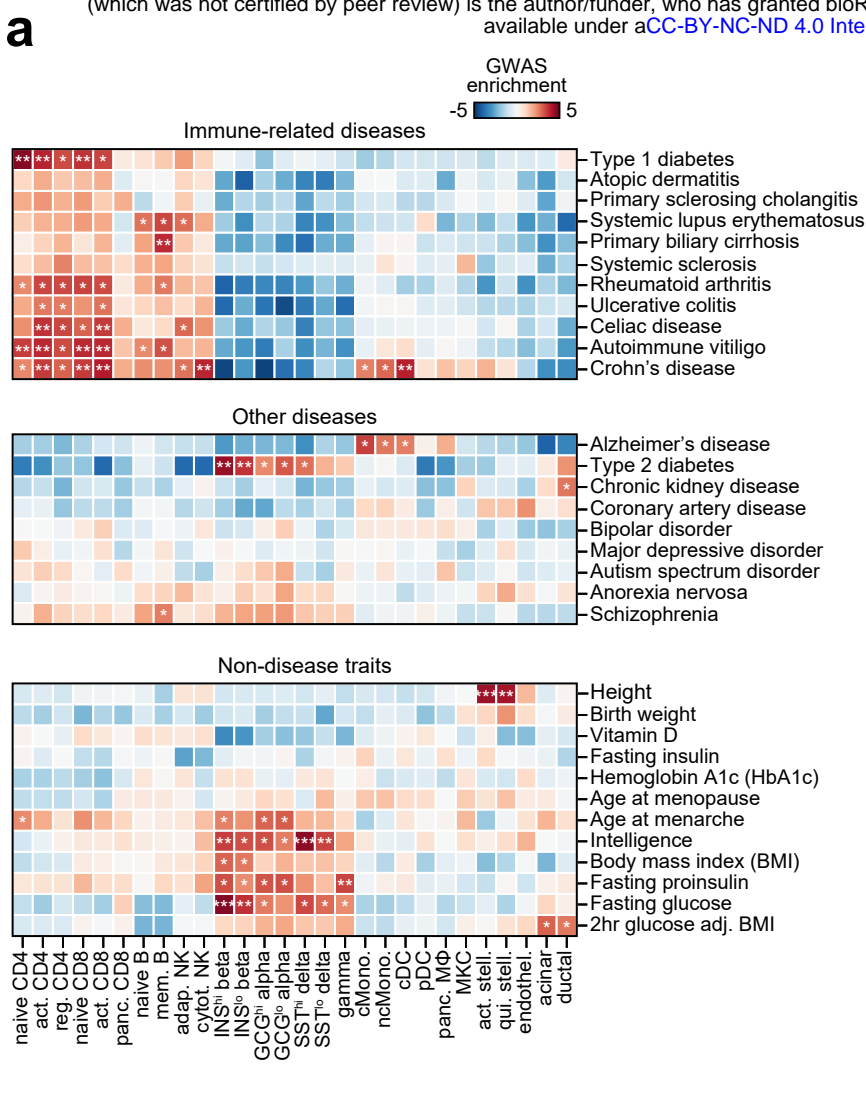 (which was not certified by peer review) is the author/funder, who has granted bioR
available under aCC-BY-NC-ND 4.0 Inte
a
GWAS
enrichment
-5 5
Immune-related diseases
** ** * ** * Type 1 diabetes
Atopic dermatitis
Primary sclerosing cholangitis
* * * Systemic lupus erythematosus
** Primary biliary cirrhosis
Systemic sclerosis
* * * * * * Rheumatoid arthritis
* * * Ulcerative colitis
** * * ** * Celiac disease
** ** * ** ** * * Autoimmune vitiligo
* ** * ** ** * ** * * ** Crohn’s disease
Other diseases
* * * Alzheimer’s disease
** ** * * * Type 2 diabetes
* Chronic kidney disease
Coronary artery disease
Bipolar disorder
Major depressive disorder
Autism spectrum disorder
Anorexia nervosa
* Schizophrenia
Non-disease traits
*** ** Height
Birth weight
Vitamin D
Fasting insulin
Hemoglobin A1c (HbA1c)
Age at menopause
* * * * Age at menarche
** * * * *** ** Intelligence
* * Body mass index (BMI)
* * * * ** Fasting proinsulin
*** ** * * * * Fasting glucose
* * 2hr glucose adj. BMI
naive CD4
act. CD4
reg. CD4
naive CD8
act. CD8
panc. CD8
naive B
mem. B
adap. NK
cytot. NK
INShi beta
INSlo beta
GCGhi alpha
GCGlo alpha
SSThi delta
SSTlo delta
gamma
cMono.
ncMono.
cDC
pDC
panc. MΦ
MKC
act. stell.
qui. stell.
endothel.
acinar
ductal